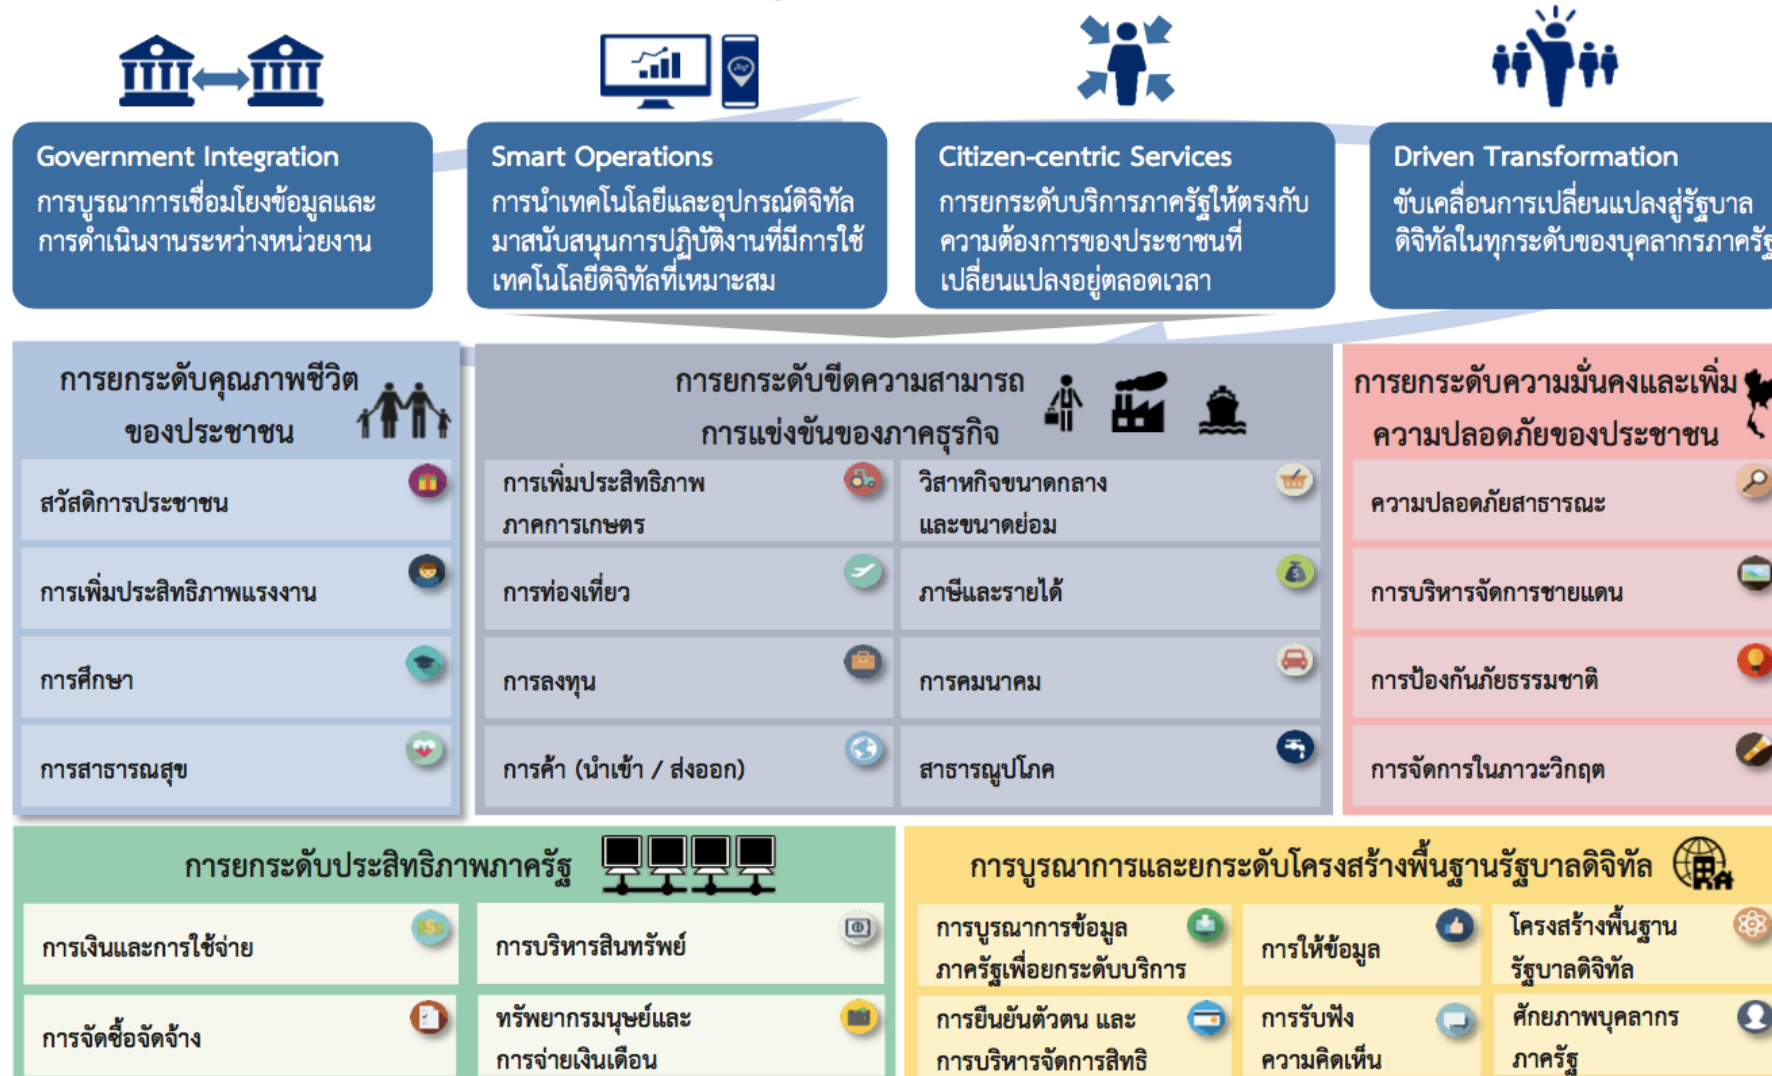 Government Integration
การบูรณาการเชื่อมโยงข้อมูลและ
การดำเนินงานระหว่างหน่วยงาน
Smart Operations
การนำเทคโนโลยีและอุปกรณ์ดิจิทัล
มาสนับสนุนการปฏิบัติงานที่มีการใช้
เทคโนโลยีดิจิทัลที่เหมาะสม
Citizen-centric Services
การยกระดับบริการภาครัฐให้ตรงกับ
ความต้องการของประชาชนที่
เปลี่ยนแปลงอยู่ตลอดเวลา
Driven Transformation
ขับเคลื่อนการเปลี่ยนแปลงสู่รัฐบาล
ดิจิทัลในทุกระดับของบุคลากรภาครัฐ
การยกระดับคุณภาพชีวิต
ของประชาชน
สวัสดิการประชาชน
การเพิ่มประสิทธิภาพแรงงาน
การศึกษา
การสาธารณสุข
การยกระดับขีดความสามารถ
การแข่งขันของภาคธุรกิจ
การเพิ่มประสิทธิภาพ
ภาคการเกษตร
การท่องเที่ยว
การลงทุน
การค้า (นำเข้า / ส่งออก)
วิสาหกิจขนาดกลาง
และขนาดย่อม
ภาษีและรายได้
การคมนาคม
สาธารณูปโภค
การยกระดับความมั่นคงและเพิ่ม
ความปลอดภัยของประชาชน
ความปลอดภัยสาธารณะ
การบริหารจัดการชายแดน
การป้องกันภัยธรรมชาติ
การจัดการในภาวะวิกฤต
การยกระดับประสิทธิภาพภาครัฐ
การเงินและการใช้จ่าย
การบริหารสินทรัพย์
การจัดซื้อจัดจ้าง
ทรัพยากรมนุษย์และ
การจ่ายเงินเดือน
การบูรณาการและยกระดับโครงสร้างพื้นฐานรัฐบาลดิจิทัล
การบูรณาการข้อมูล
ภาครัฐเพื่อยกระดับบริการ
การให้ข้อมูล
โครงสร้างพื้นฐาน
รัฐบาลดิจิทัล
การยืนยันตัวตน และ
การบริหารจัดการสิทธิ
การรับฟัง
ความคิดเห็น
ศักยภาพบุคลากร
ภาครัฐ